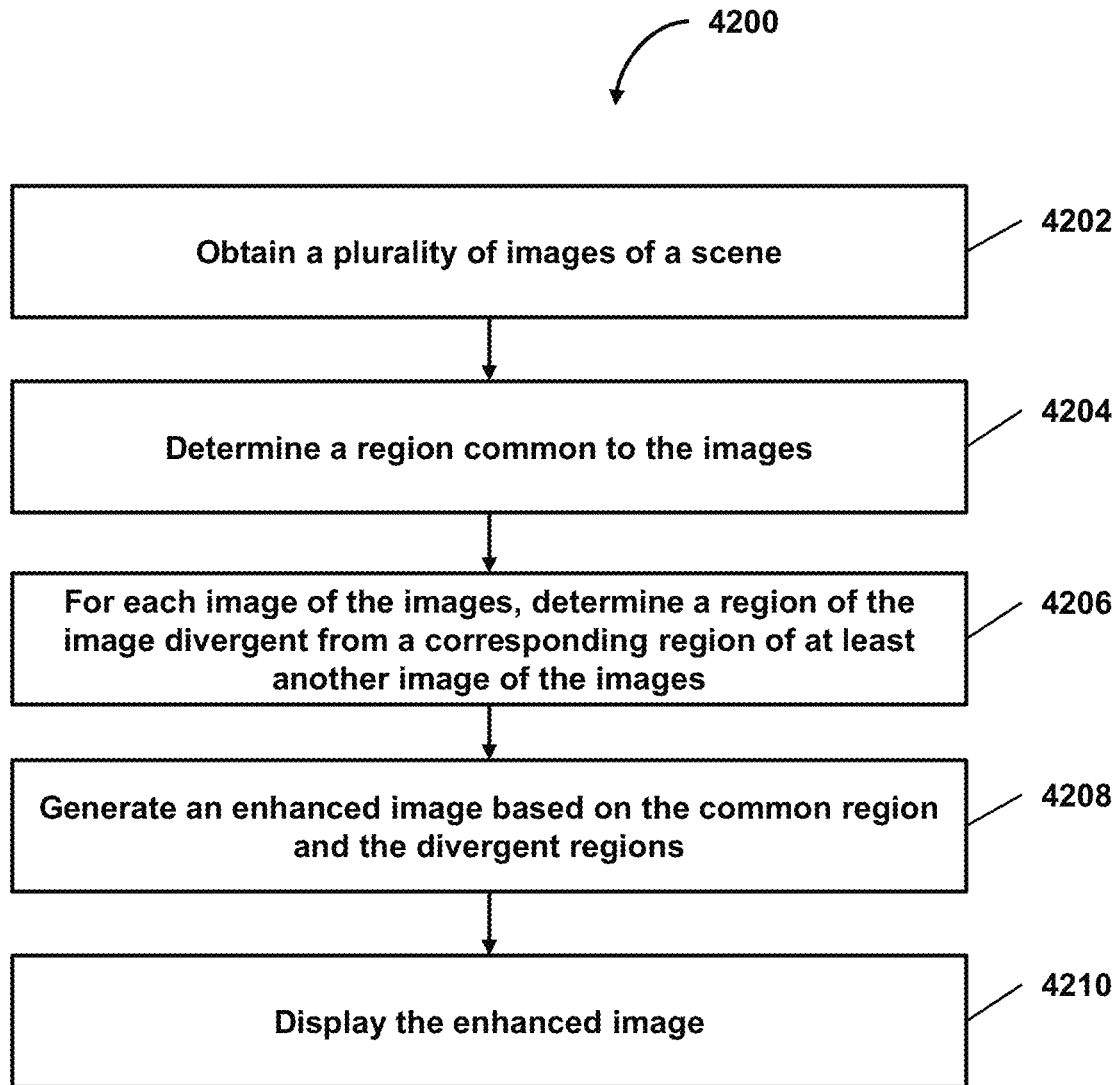 4200
Obtain a plurality of images of a scene
4202
Determine a region common to the images
4204
For each image of the images, determine a region of the
image divergent from a corresponding region of at least
another image of the images
4206
Generate an enhanced image based on the common region
and the divergent regions
4208
Display the enhanced image
4210